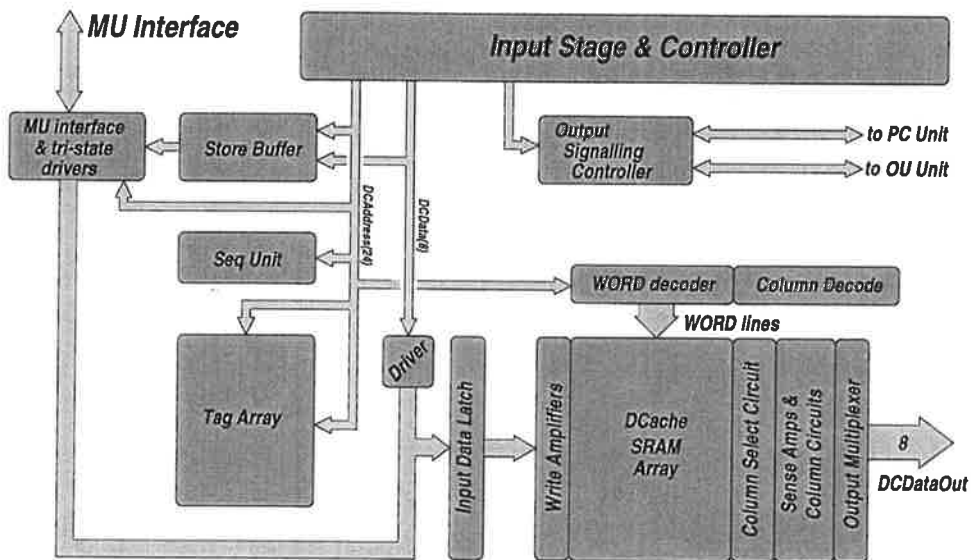 MU Interface
Input Stage & Controller
MU interface
& tri-state
drivers
Store Buffer
Output
Signalling
Controller
to PC Unit
to OU Unit
DCAddress(24)
DCData(8)
Seq Unit
WORD decoder
Column Decode
WORD lines
Driver
Tag Array
Input Data Latch
Write Amplifiers
DCache
SRAM
Array
Column Select Circuit
Sense Amps &
Column Circuits
Output Multiplexer
8
DCDataOut